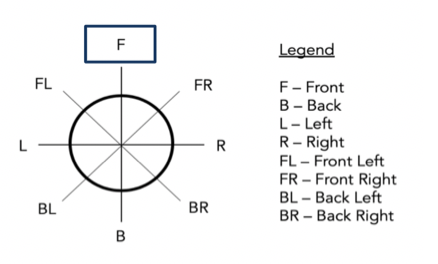 F
FL
FR
L
R
BL
BR
B
Legend
F – Front
B – Back
L – Left
R – Right
FL – Front Left
FR – Front Right
BL – Back Left
BR – Back Right